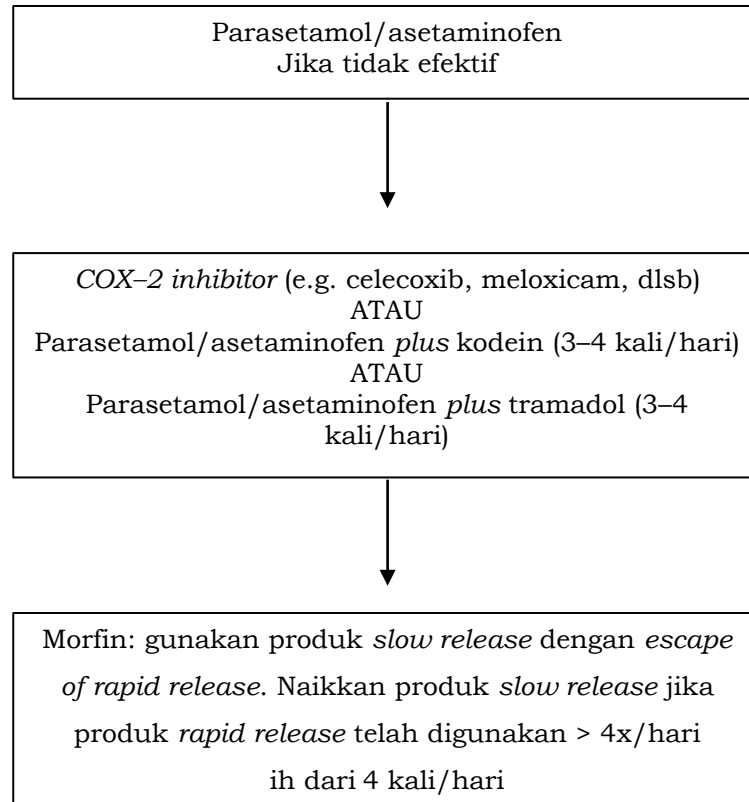 Parasetamol/asetaminofen
Jika tidak efektif
COX–2 inhibitor (e.g. celecoxib, meloxicam, dlsb)
ATAU
Parasetamol/asetaminofen plus kodein (3–4 kali/hari)
ATAU
Parasetamol/asetaminofen plus tramadol (3–4
kali/hari)
Morfin: gunakan produk slow release dengan escape
of rapid release. Naikkan produk slow release jika
produk rapid release telah digunakan > 4x/hari
ih dari 4 kali/hari